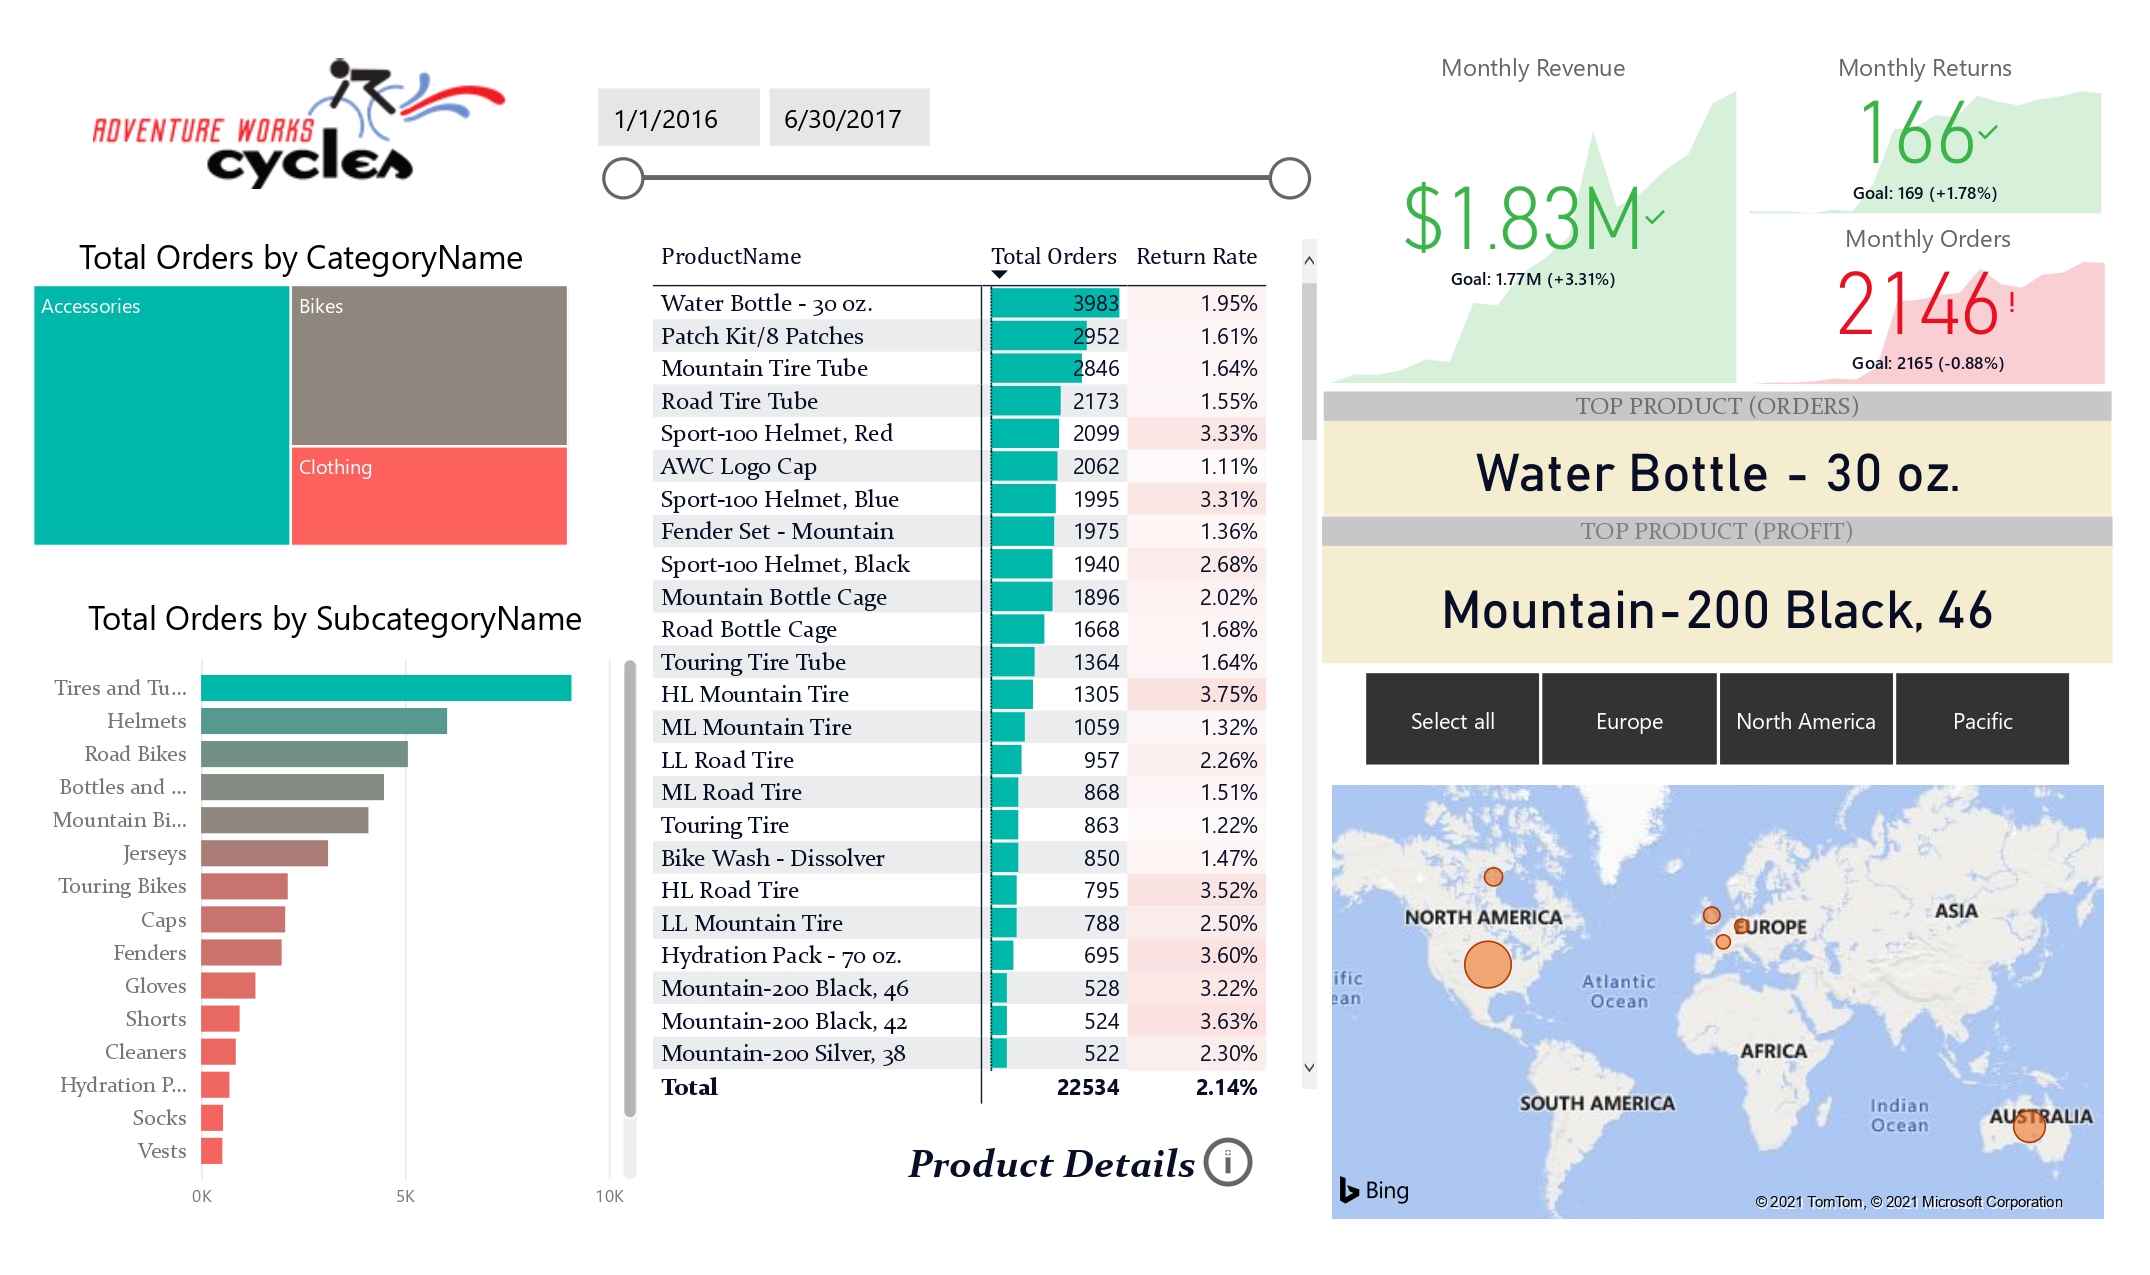 ADVENTURE WORKS
cycles
1/1/2016
6/30/2017
Total Orders by CategoryName
Accessories
Bikes
Clothing
Total Orders by SubcategoryName
Tires and Tu...
Helmets
Road Bikes
Bottles and ...
Mountain Bi...
Jerseys
Touring Bikes
Caps
Fenders
Gloves
Shorts
Cleaners
Hydration P...
Socks
Vests
0K 5K 10K
ProductName Total Orders Return Rate
Water Bottle - 30 oz. 3983 1.95%
Patch Kit/8 Patches 2952 1.61%
Mountain Tire Tube 2846 1.64%
Road Tire Tube 2173 1.55%
Sport-100 Helmet, Red 2099 3.33%
AWC Logo Cap 2062 1.11%
Sport-100 Helmet, Blue 1995 3.31%
Fender Set - Mountain 1975 1.36%
Sport-100 Helmet, Black 1940 2.68%
Mountain Bottle Cage 1896 2.02%
Road Bottle Cage 1668 1.68%
Touring Tire Tube 1364 1.64%
HL Mountain Tire 1305 3.75%
ML Mountain Tire 1059 1.32%
LL Road Tire 957 2.26%
ML Road Tire 868 1.51%
Touring Tire 863 1.22%
Bike Wash - Dissolver 850 1.47%
HL Road Tire 795 3.52%
LL Mountain Tire 788 2.50%
Hydration Pack - 70 oz. 695 3.60%
Mountain-200 Black, 46 528 3.22%
Mountain-200 Black, 42 524 3.63%
Mountain-200 Silver, 38 522 2.30%
Total 22534 2.14%
Product Details i
Monthly Revenue
$1.83M
Goal: 1.77M (+3.31%)
Monthly Returns
166
Goal: 169 (+1.78%)
Monthly Orders
2146!
Goal: 2165 (-0.88%)
TOP PRODUCT (ORDERS)
Water Bottle - 30 oz.
TOP PRODUCT (PROFIT)
Mountain-200 Black, 46
Select all
Europe
North America
Pacific
NORTH AMERICA
EUROPE
ASIA
ific
ean
Atlantic
Ocean
AFRICA
SOUTH AMERICA
Indian
Ocean
AUSTRALIA
Bing
© 2021 TomTom, © 2021 Microsoft Corporation